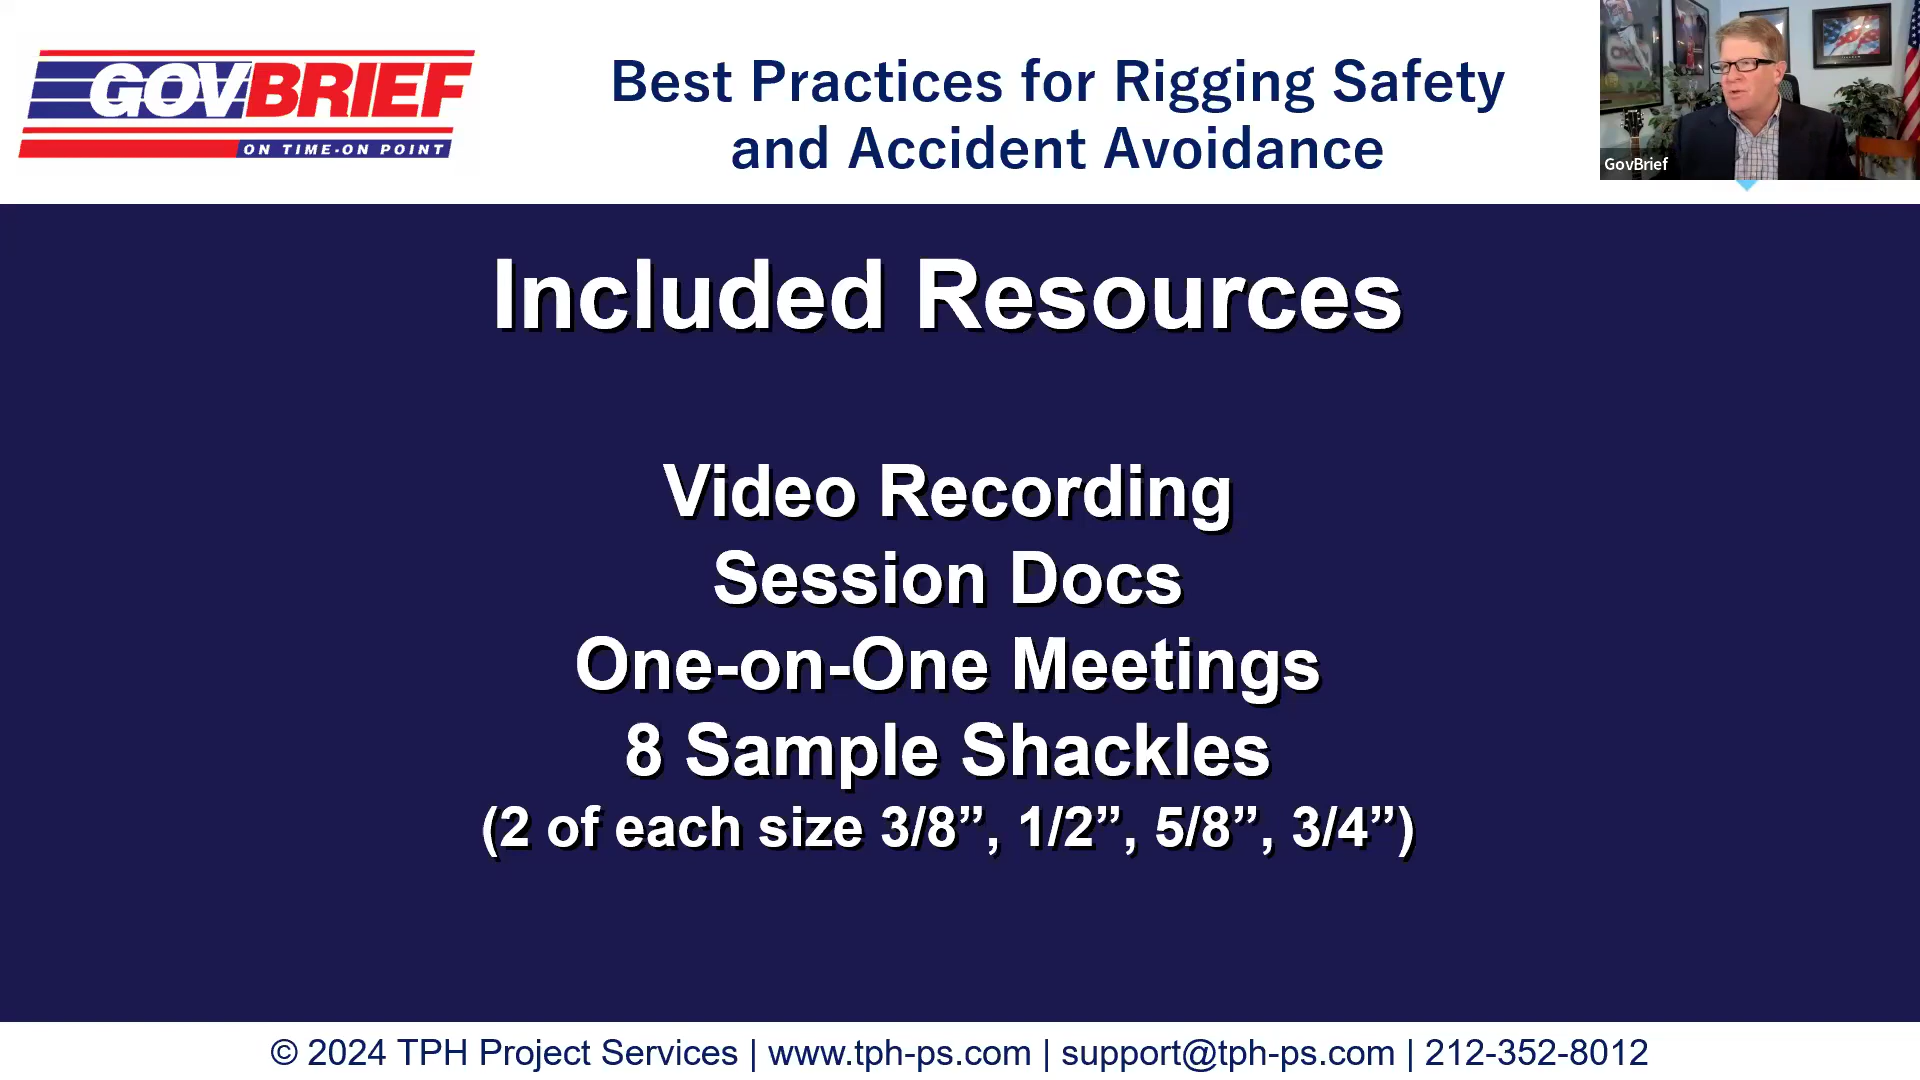 GOVBRIEF
ON TIME-ON POINT
Best Practices for Rigging Safety
and Accident Avoidance
GovBrief
Included Resources
Video Recording
Session Docs
One-on-One Meetings
8 Sample Shackles
(2 of each size 3/8”, 1/2”, 5/8”, 3/4”)
© 2024 TPH Project Services | www.tph-ps.com | support@tph-ps.com | 212-352-8012